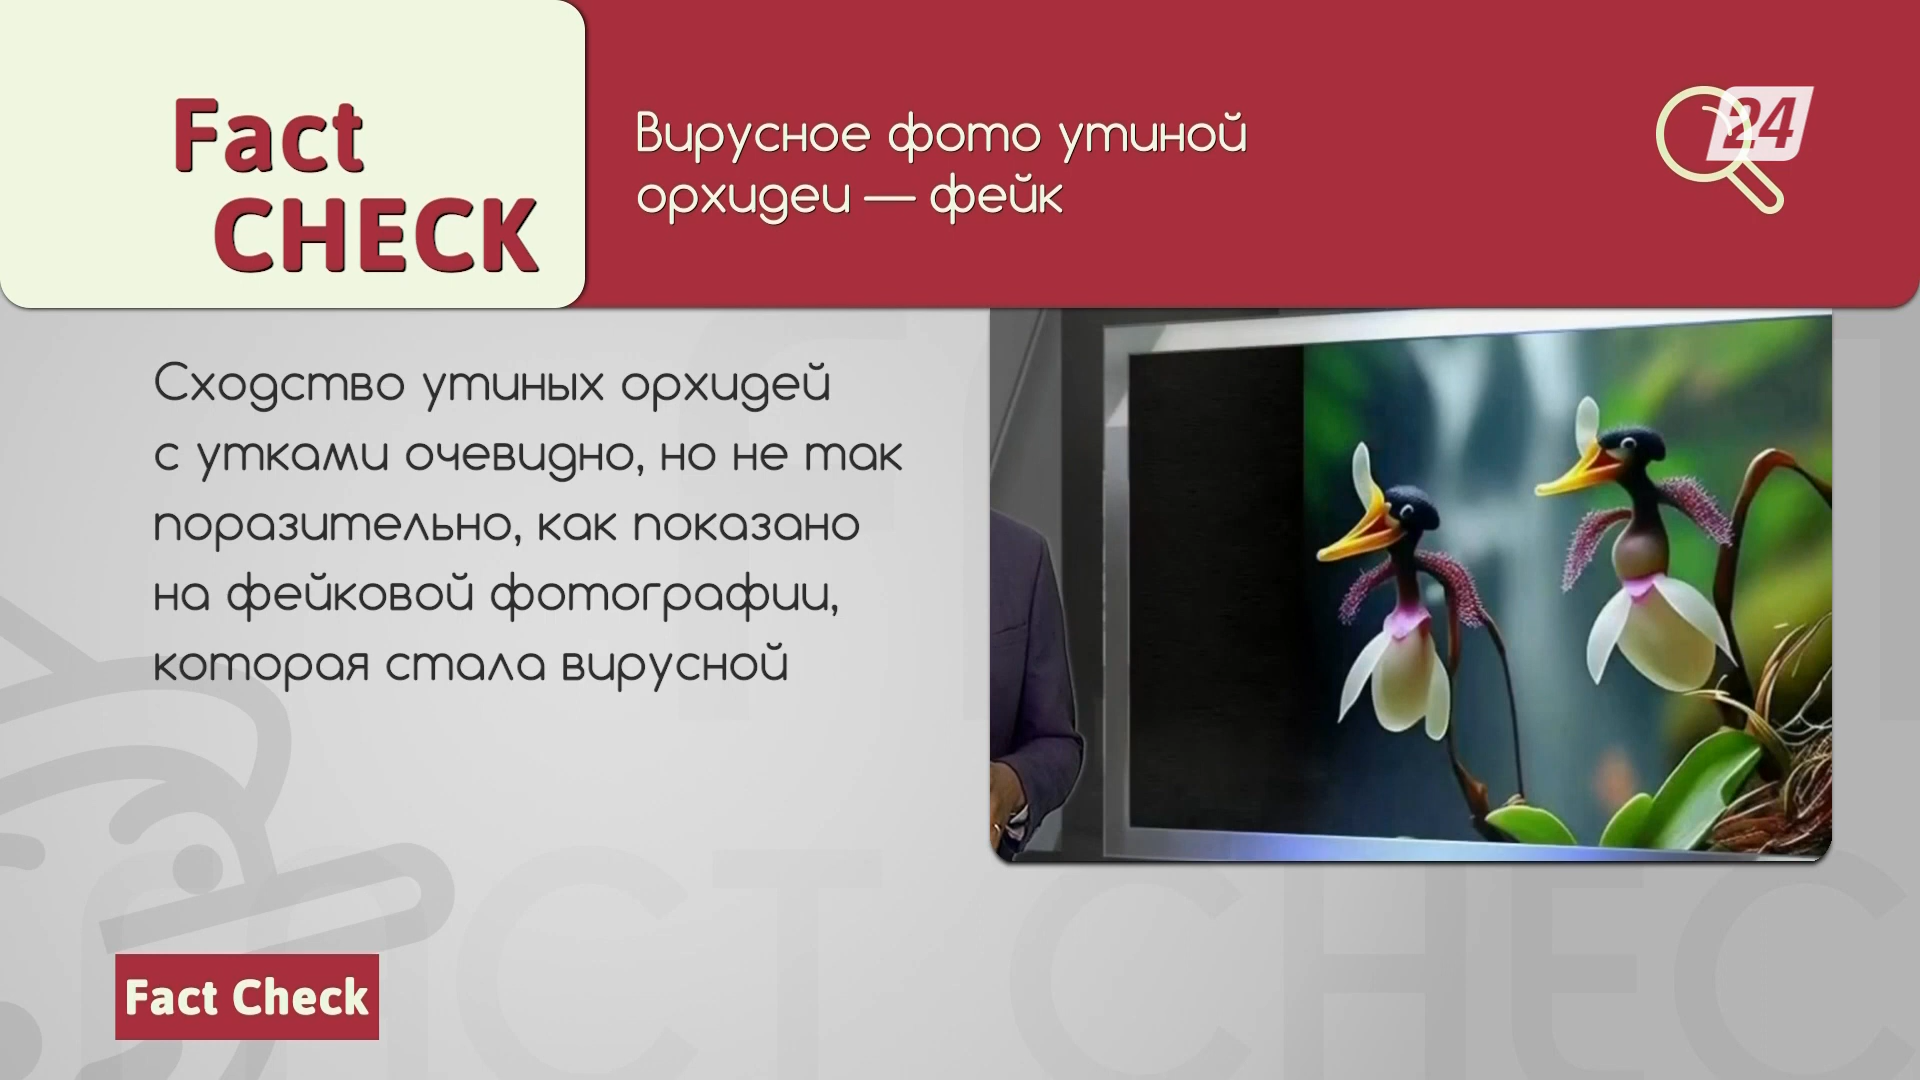 Fact
CHECK
Вирусное фото утиной
орхидеи — фейк
24
Сходство утиных орхидей
с утками очевидно, но не так
поразительно, как показано
на фейковой фотографии,
которая стала вирусной
Fact Check